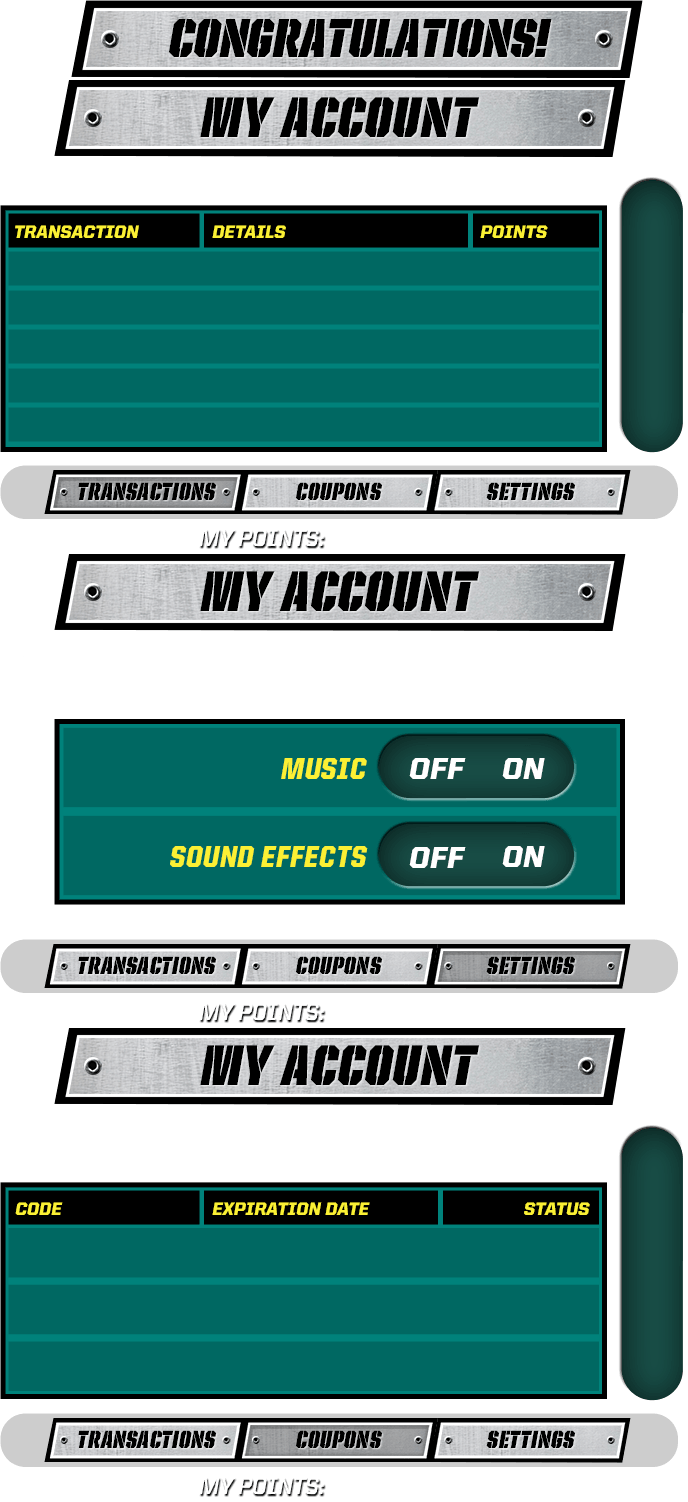 CONGRATULATIONS!
MY ACCOUNT
TRANSACTION DETAILS POINTS
TRANSACTIONS COUPONS SETTINGS
MY POINTS:
MY ACCOUNT
MUSIC OFF ON
SOUND EFFECTS OFF ON
TRANSACTIONS COUPONS SETTINGS
MY POINTS:
MY ACCOUNT
CODE EXPIRATION DATE STATUS
TRANSACTIONS COUPONS SETTINGS
MY POINTS: